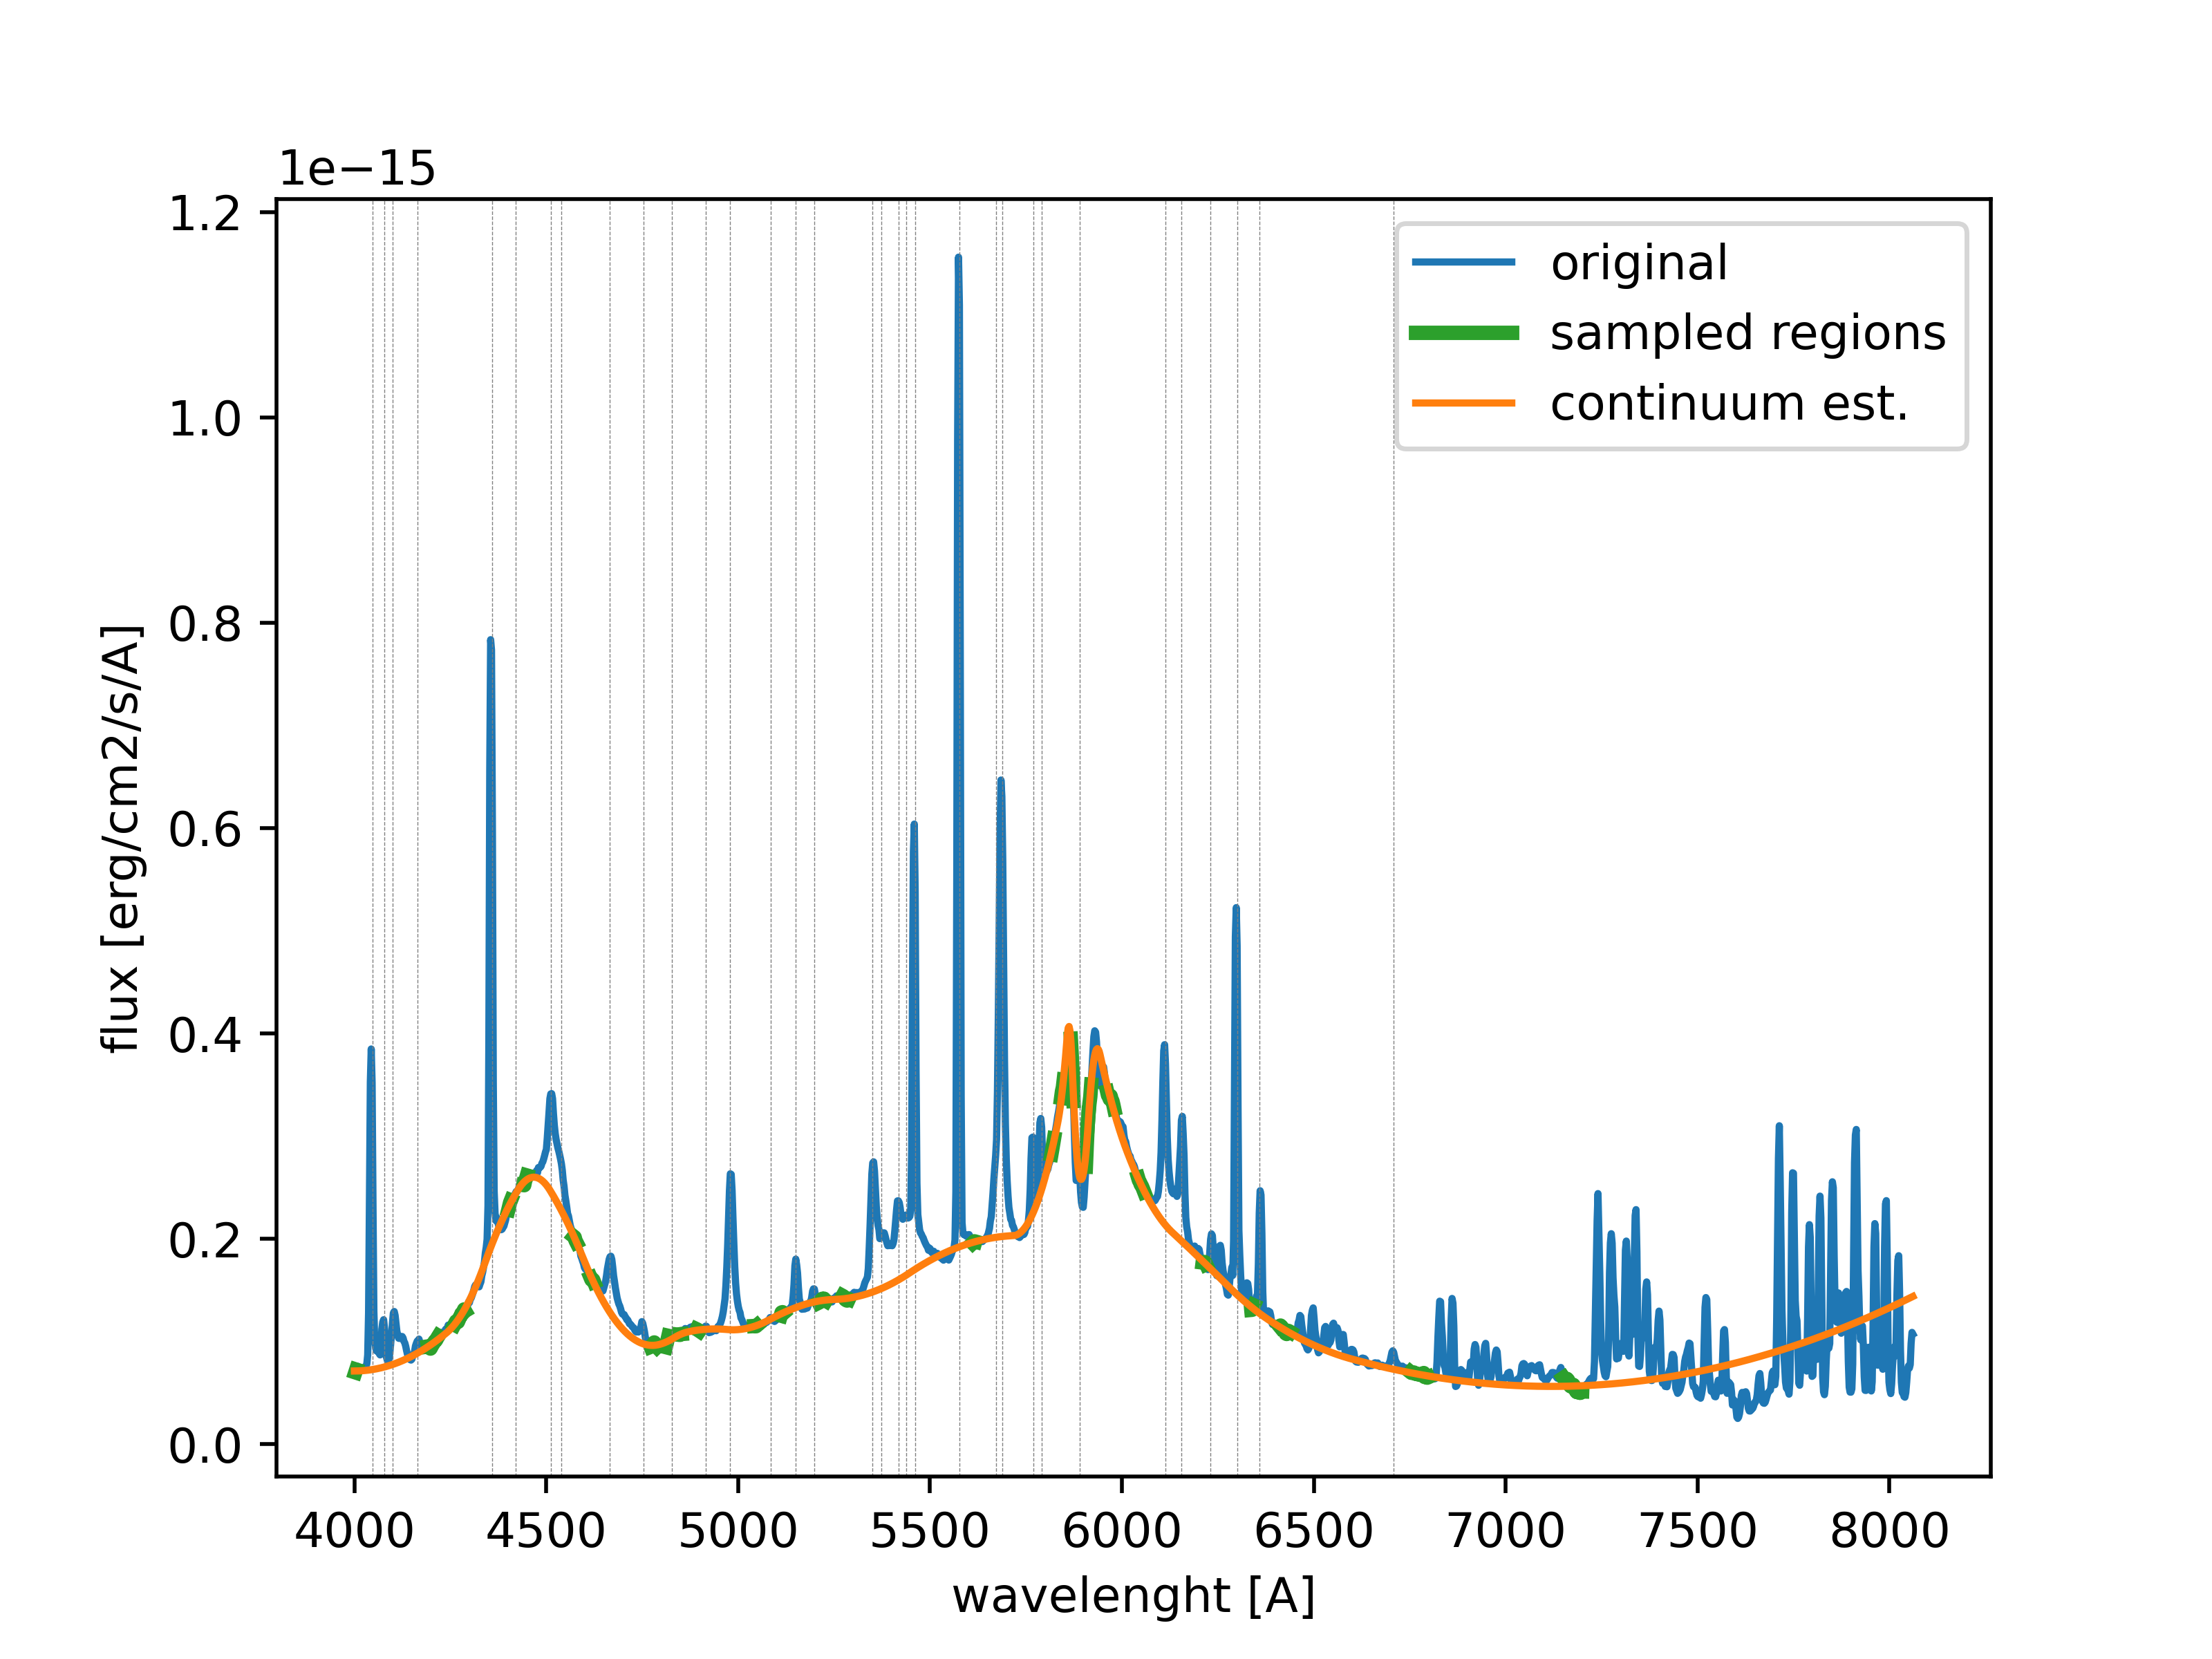 1e−15
1.2
1.0
0.8
0.6
0.4
0.2
0.0
flux [erg/cm2/s/A]
original
sampled regions
continuum est.
4000 4500 5000 5500 6000 6500 7000 7500 8000
wavelenght [A]